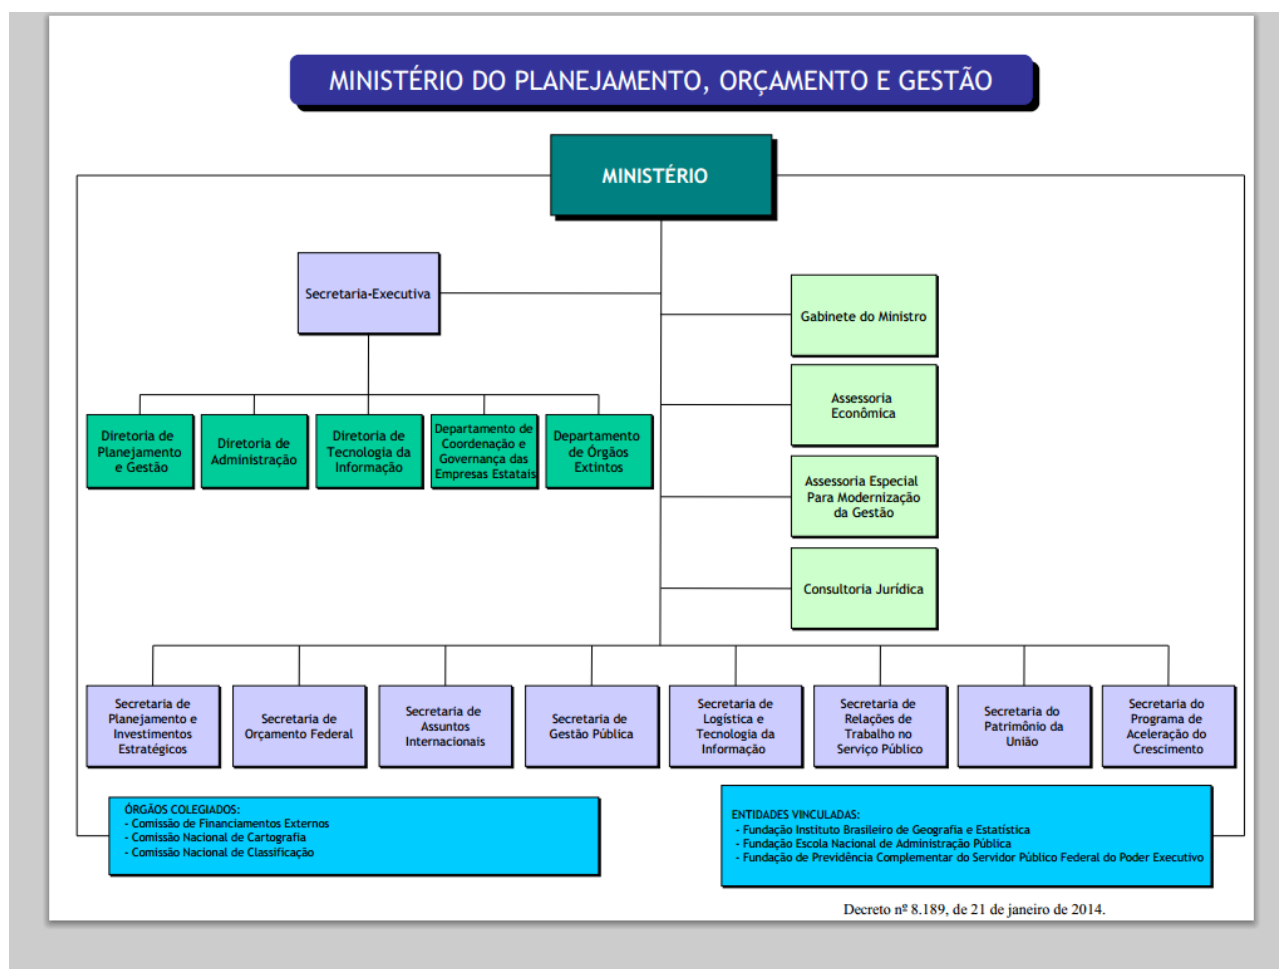 MINISTÉRIO DO PLANEJAMENTO, ORÇAMENTO E GESTÃO
MINISTÉRIO
Secretaria-Executiva
Gabinete do Ministro
Assessoria
Econômica
Diretoria de
Planejamento
e Gestão
Diretoria de
Administração
Diretoria de
Tecnologia da
Informação
Departamento de
Coordenação e
Governança das
Empresas Estatais
Departamento
de Órgãos
Extintos
Assessoria Especial
Para Modernização
da Gestão
Consultoria Jurídica
Secretaria de
Planejamento e
Investimentos
Estratégicos
Secretaria de
Orçamento Federal
Secretaria de
Assuntos
Internacionais
Secretaria de
Gestão Pública
Secretaria de
Logística e
Tecnologia da
Informação
Secretaria de
Relações de
Trabalho no
Serviço Público
Secretaria do
Patrimônio da
União
Secretaria do
Programa de
Aceleração do
Crescimento
ÓRGÃOS COLEGIADOS:
- Comissão de Financiamentos Externos
- Comissão Nacional de Cartografia
- Comissão Nacional de Classificação
ENTIDADES VINCULADAS:
- Fundação Instituto Brasileiro de Geografia e Estatística
- Fundação Escola Nacional de Administração Pública
- Fundação de Previdência Complementar do Servidor Público Federal do Poder Executivo
Decreto nº 8.189, de 21 de janeiro de 2014.